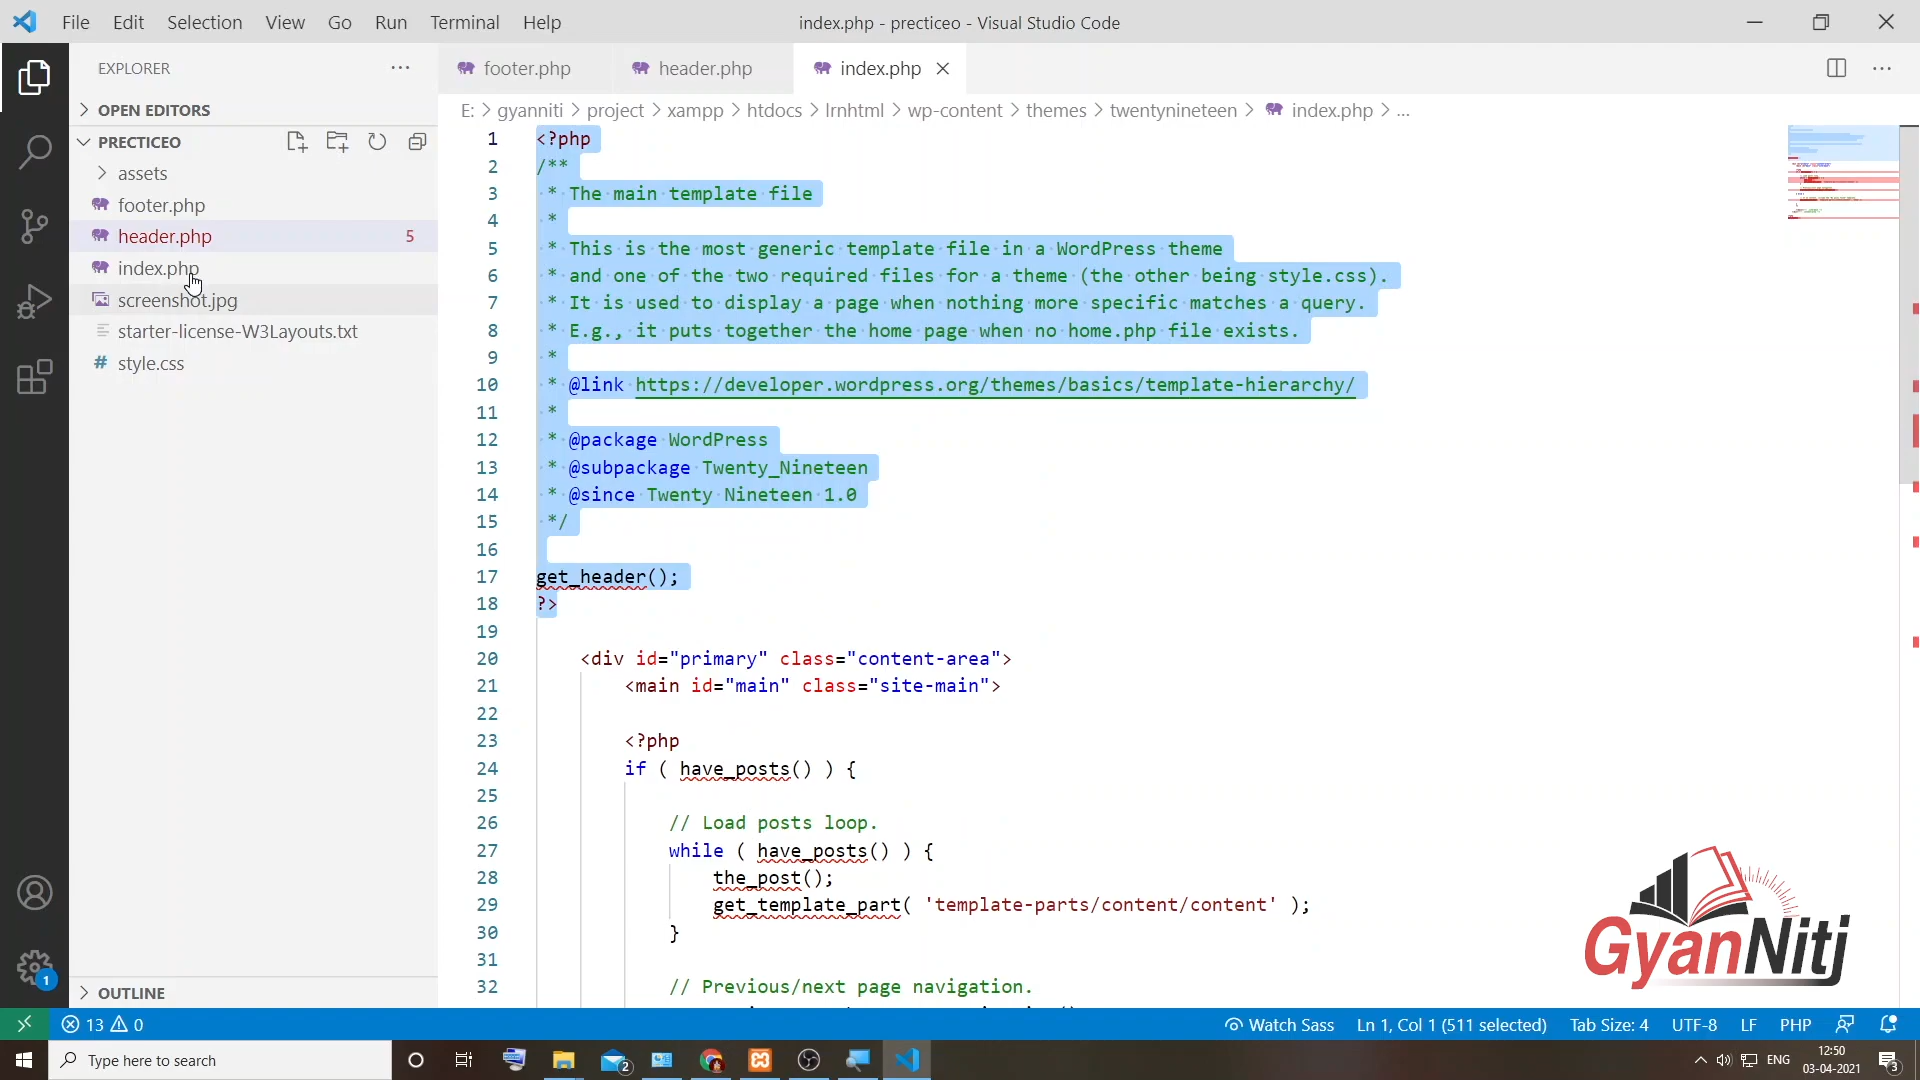 File Edit Selection View Go Run Terminal Help
index.php - precticeo - Visual Studio Code
EXPLORER
OPEN EDITORS
PRECTICEO
assets
footer.php
header.php 5
index.php
screenshot.jpg
starter-license-W3Layouts.txt
style.css
OUTLINE
footer.php header.php index.php
E: > gyanniti > project > xampp > htdocs > lrnhtml > wp-content > themes > twentynineteen > index.php > ...
1 <?php
2 /**
3 * The main template file
4 *
5 * This is the most generic template file in a WordPress theme
6 * and one of the two required files for a theme (the other being style.css).
7 * It is used to display a page when nothing more specific matches a query.
8 * E.g., it puts together the home page when no home.php file exists.
9 *
10 * @link https://developer.wordpress.org/themes/basics/template-hierarchy/
11 *
12 * @package WordPress
13 * @subpackage Twenty_Nineteen
14 * @since Twenty Nineteen 1.0
15 */
16
17 get_header();
18 ?>
19
20 <div id="primary" class="content-area">
21 <main id="main" class="site-main">
22
23 <?php
24 if ( have_posts() ) {
25
26 // Load posts loop.
27 while ( have_posts() ) {
28 the_post();
29 get_template_part( 'template-parts/content/content' );
30 }
31
32 // Previous/next page navigation.
GyanNiti
1
13 0
Watch Sass Ln 1, Col 1 (511 selected) Tab Size: 4 UTF-8 LF PHP
Type here to search
2
ENG
12:50
03-04-2021
3